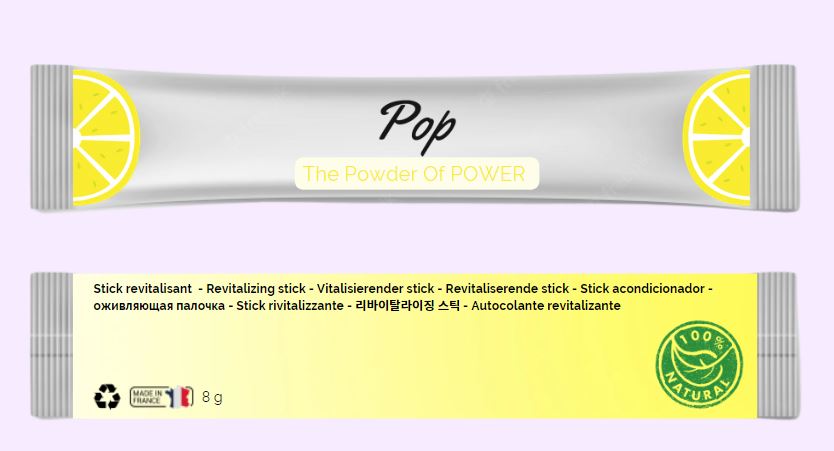 Pop
The Powder Of POWER
Stick revitalisant - Revitalizing stick - Vitalisierender stick - Revitaliserende stick - Stick acondicionador -
оживляющая палочка - Stick rivitalizzante - 리바이탈라이징 스틱 - Autocolante revitalizante
100%
NATURAL
MADE IN
FRANCE
8 g